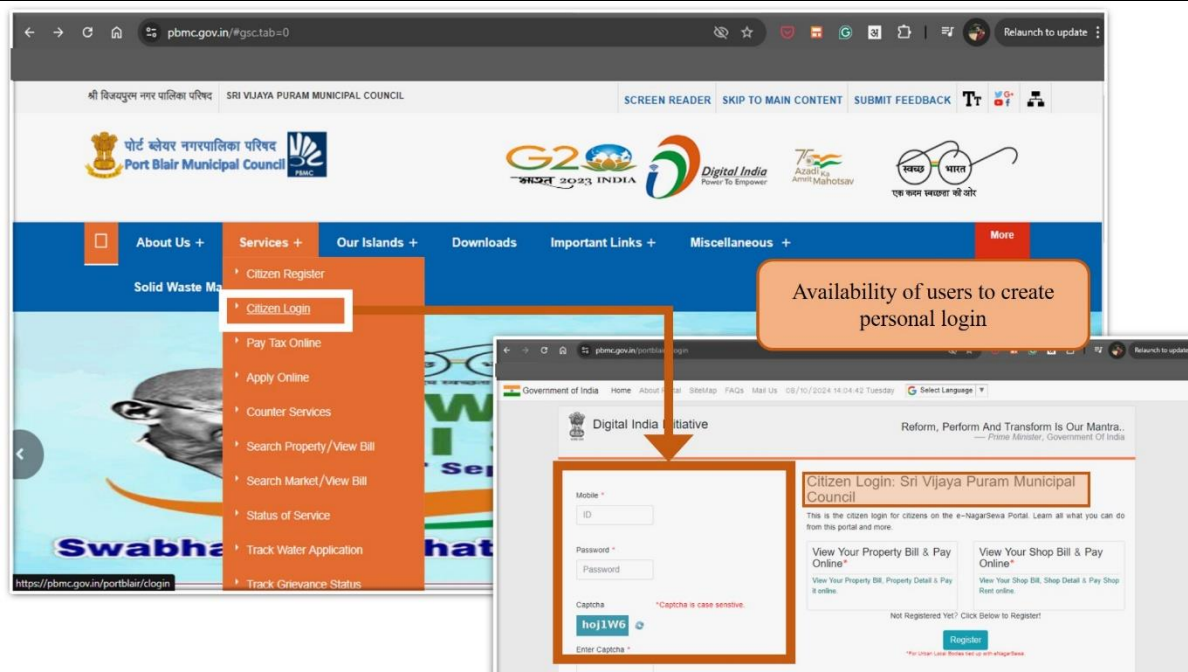 pbmc.gov.in/#gsc.tab=0
Relaunch to update
श्री विजयपुरम नगर पालिका परिषद SRI VIJAYA PURAM MUNICIPAL COUNCIL
SCREEN READER SKIP TO MAIN CONTENT SUBMIT FEEDBACK TT
पोर्ट ब्लेयर नगरपालिका परिषद
Port Blair Municipal Council
PBMC
G20
भारत 2023 INDIA
Digital India
Power To Empower
75
Azadi Ka
Amrit Mahotsav
स्वच्छ भारत
एक कदम स्वच्छता की ओर
About Us + Services + Our Islands + Downloads Important Links + Miscellaneous + More
Solid Waste Ma
Citizen Register
Citizen Login
Pay Tax Online
Apply Online
Counter Services
Search Property/View Bill
Search Market/View Bill
Status of Service
Track Water Application
Track Grievance Status
Swabha
hat
https://pbmc.gov.in/portblair/clogin
Availability of users to create
personal login
Relaunch to update
Government of India Home SiteMap FAQs Mail Us 08/10/2024 14:04:42 Tuesday Select Language
Digital India
Reform, Perform And Transform Is Our Mantra..
— Prime Minister, Government Of India
Mobile *
ID
Password *
Password
Captcha *Captcha is case senstive.
hoj1W6
Enter Captcha *
Citizen Login: Sri Vijaya Puram Municipal
Council
This is the citizen login for citizens on the e-NagarSewa Portal. Learn all what you can do
from this portal and more.
View Your Property Bill & Pay
Online*
View Your Property Bill, Property Detail & Pay
It online.
View Your Shop Bill & Pay
Online*
View Your Shop Bill, Shop Detail & Pay Shop
Rent online.
Not Registered Yet? Click Below to Register!
Register
*For Urban Local Bodies tied up with eNagarSewa.